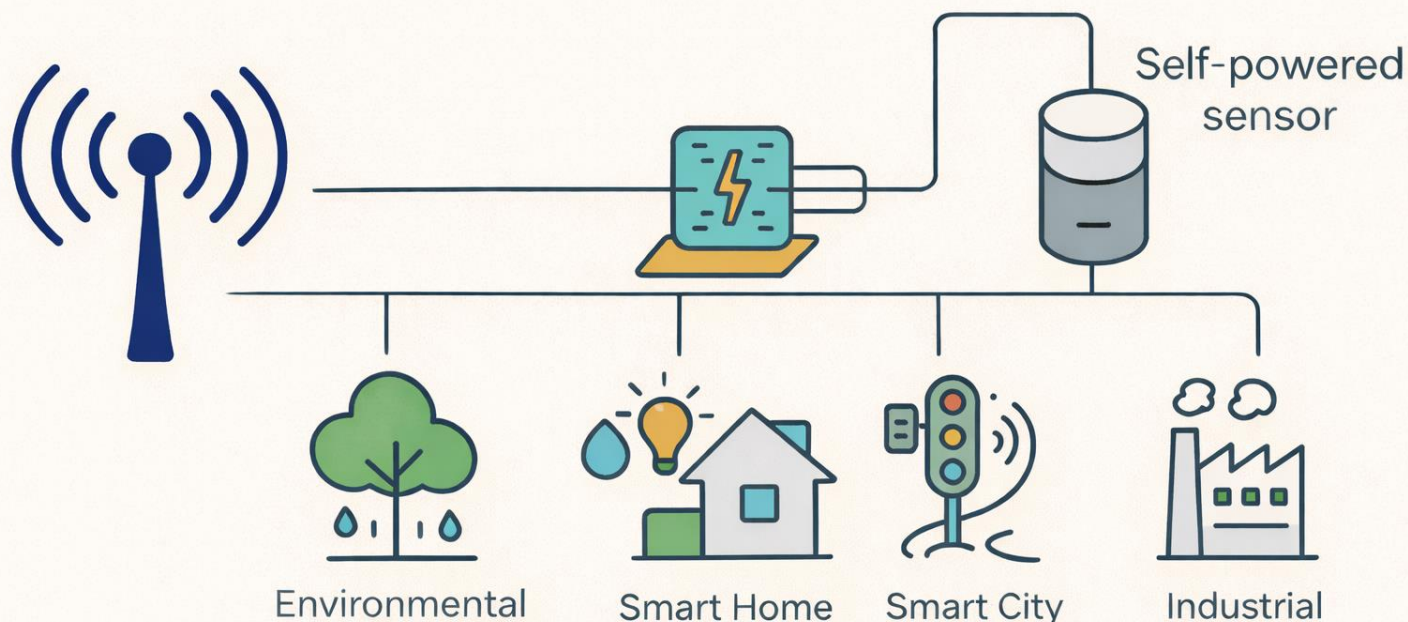 Self-powered
sensor
Environmental
Smart Home
Smart City
Industrial